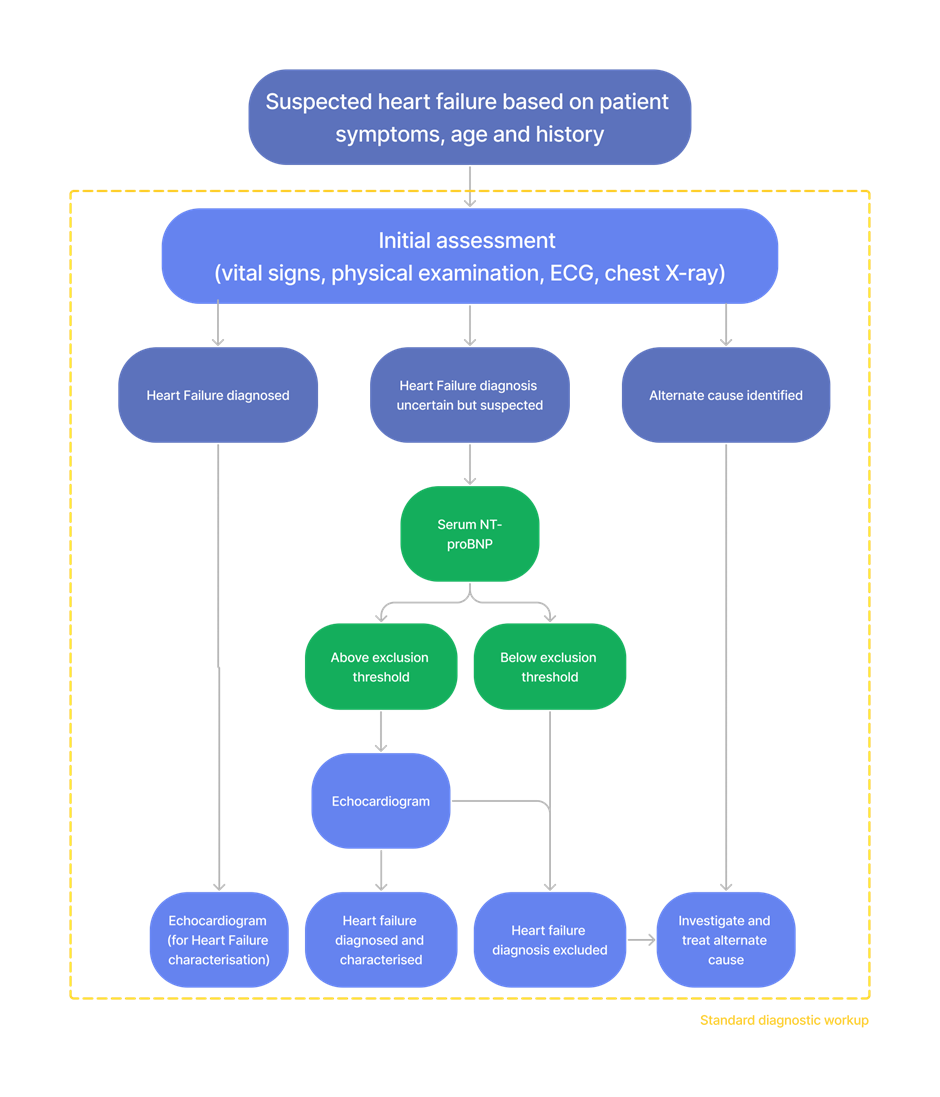 Suspected heart failure based on patient
symptoms, age and history
Initial assessment
(vital signs, physical examination, ECG, chest X-ray)
Heart Failure diagnosed
Heart Failure diagnosis
uncertain but suspected
Alternate cause identified
Serum NT-
proBNP
Above exclusion
threshold
Below exclusion
threshold
Echocardiogram
Echocardiogram
(for Heart Failure
characterisation)
Heart failure
diagnosed and
characterised
Heart failure
diagnosis excluded
Investigate and
treat alternate
cause
Standard diagnostic workup